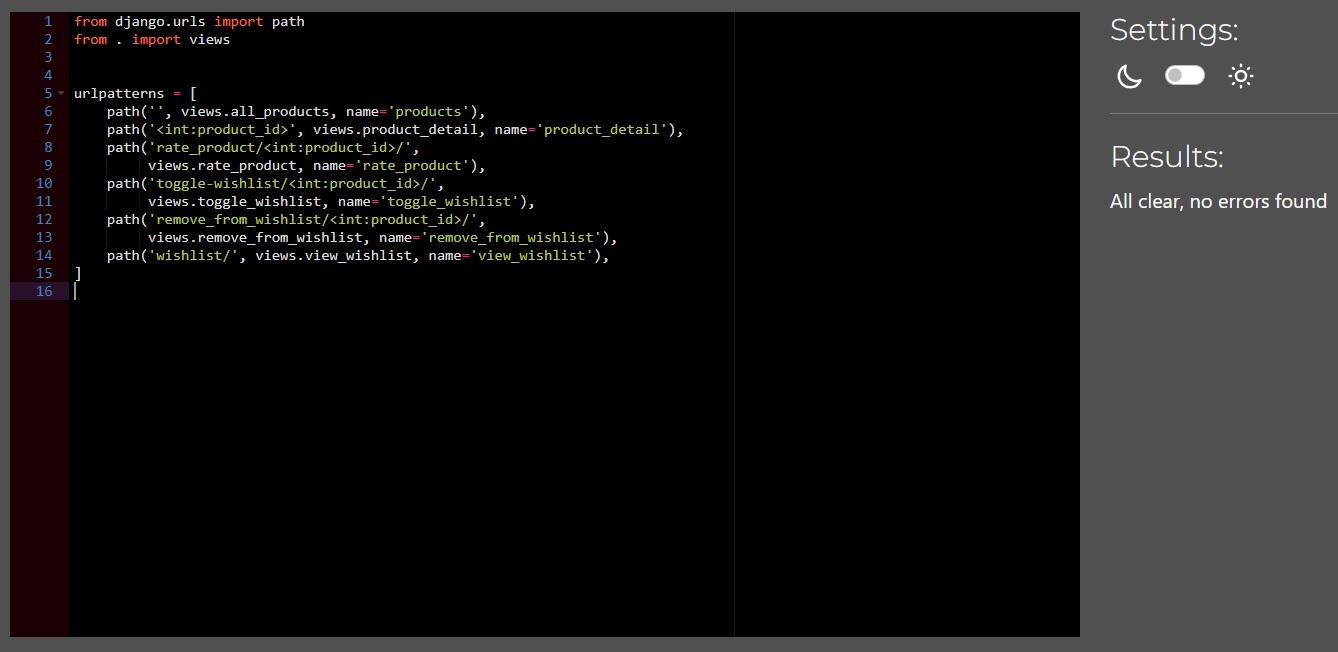 1 from django.urls import path
2 from . import views
3
4
5 urlpatterns = [
6     path('', views.all_products, name='products'),
7     path('<int:product_id>', views.product_detail, name='product_detail'),
8     path('rate_product/<int:product_id>/',
9          views.rate_product, name='rate_product'),
10     path('toggle-wishlist/<int:product_id>/',
11          views.toggle_wishlist, name='toggle_wishlist'),
12     path('remove_from_wishlist/<int:product_id>/',
13          views.remove_from_wishlist, name='remove_from_wishlist'),
14     path('wishlist/', views.view_wishlist, name='view_wishlist'),
15 ]
16
Settings:
Results:
All clear, no errors found